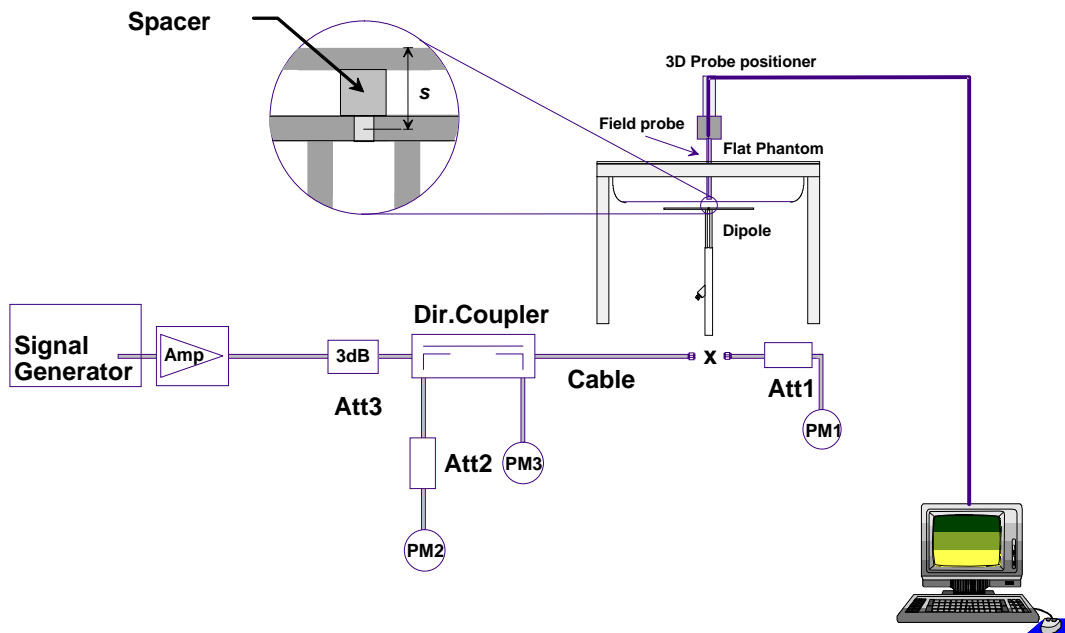 Spacer
s
3D Probe positioner
Field probe
Flat Phantom
Dipole
Dir.Coupler
Signal
Generator
Amp
3dB
x
Cable
Att1
Att3
PM1
Att2
PM3
PM2